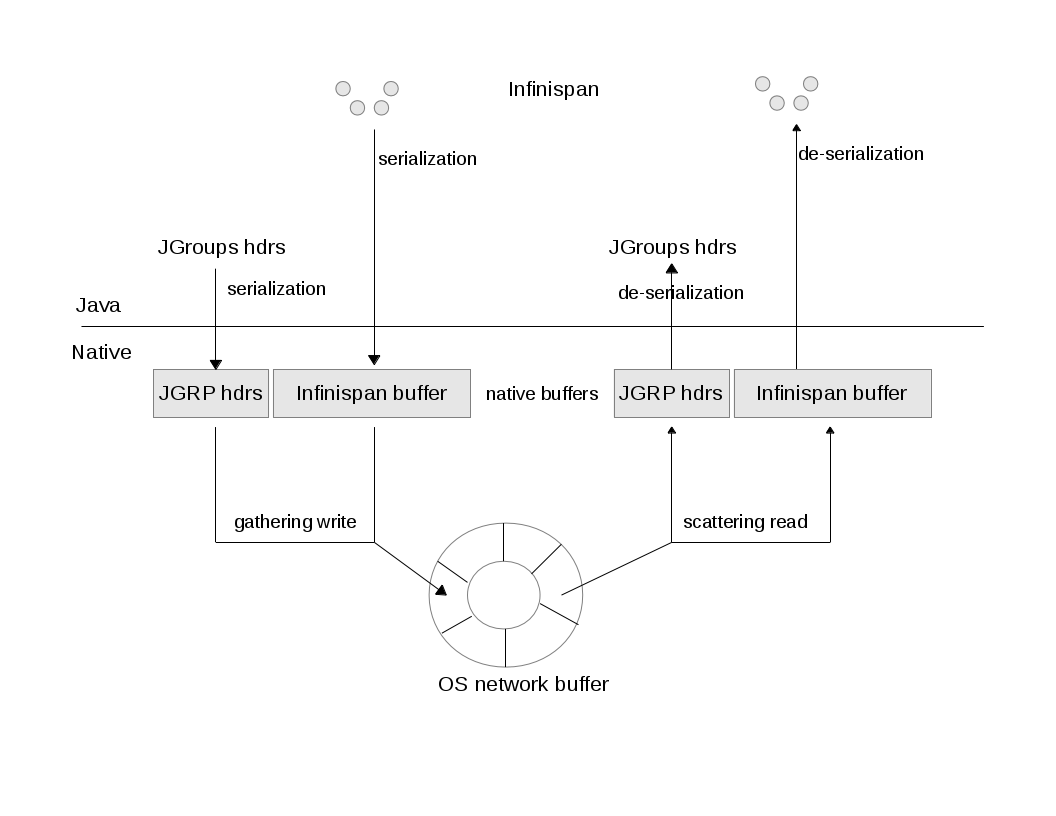 Infinispan
serialization
de-serialization
JGroups hdrs
JGroups hdrs
serialization
de-serialization
Java
Native
JGRP hdrs
Infinispan buffer
native buffers
JGRP hdrs
Infinispan buffer
gathering write
scattering read
OS network buffer